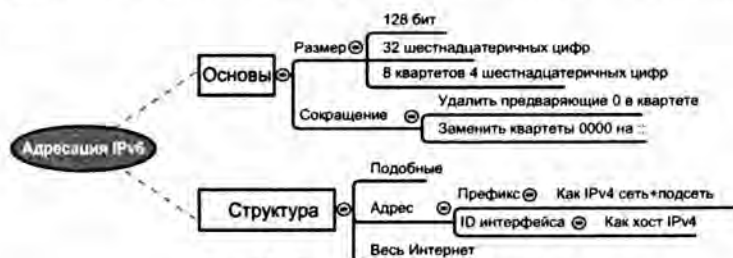 128 бит
Размер
32 шестнадцатеричных цифр
Основы
8 квартетов 4 шестнадцатеричных цифр
Удалить предваряющие 0 в квартете
Сокращение
Заменить квартеты 0000 на ::
Адресация IPv6
Подобные
Префикс
Как IPv4 сеть+подсеть
Структура
Адрес
ID интерфейса
Как хост IPv4
Весь Интернет